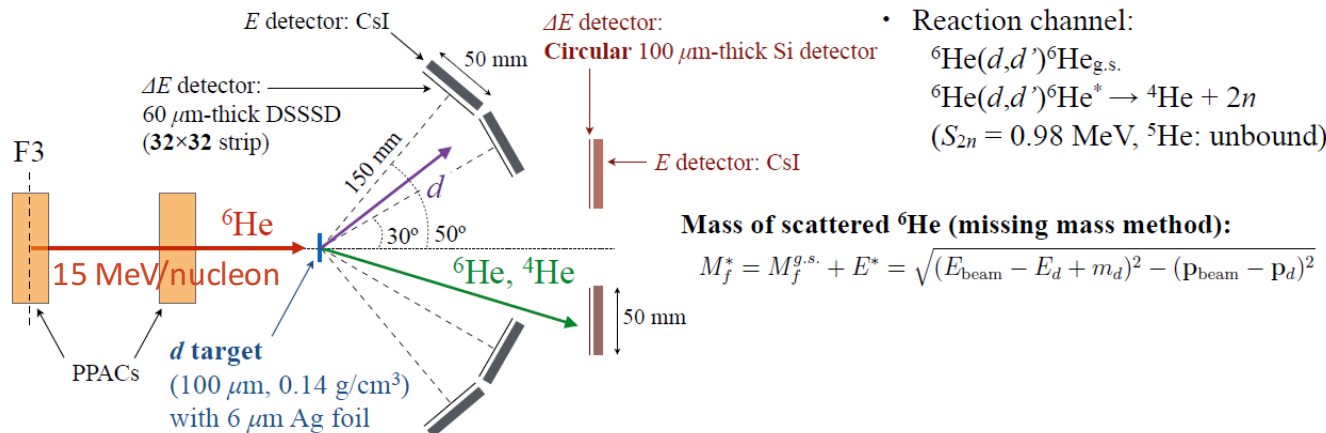 E detector: CsI
ΔE detector:
Circular 100 μm-thick Si detector
• Reaction channel:
⁶He(d,d’)⁶He_g.s.
⁶He(d,d’)⁶He* → ⁴He + 2n
(S₂ₙ = 0.98 MeV, ⁵He: unbound)
50 mm
ΔE detector:
60 μm-thick DSSSD
(32×32 strip)
F3
150 mm
d
E detector: CsI
⁶He
30°
50°
15 MeV/nucleon
⁶He, ⁴He
Mass of scattered ⁶He (missing mass method):
M*_f = M_f^{g.s.} + E* = √((E_beam − E_d + m_d)² − (p_beam − p_d)²)
50 mm
PPACs
d target
(100 μm, 0.14 g/cm³)
with 6 μm Ag foil